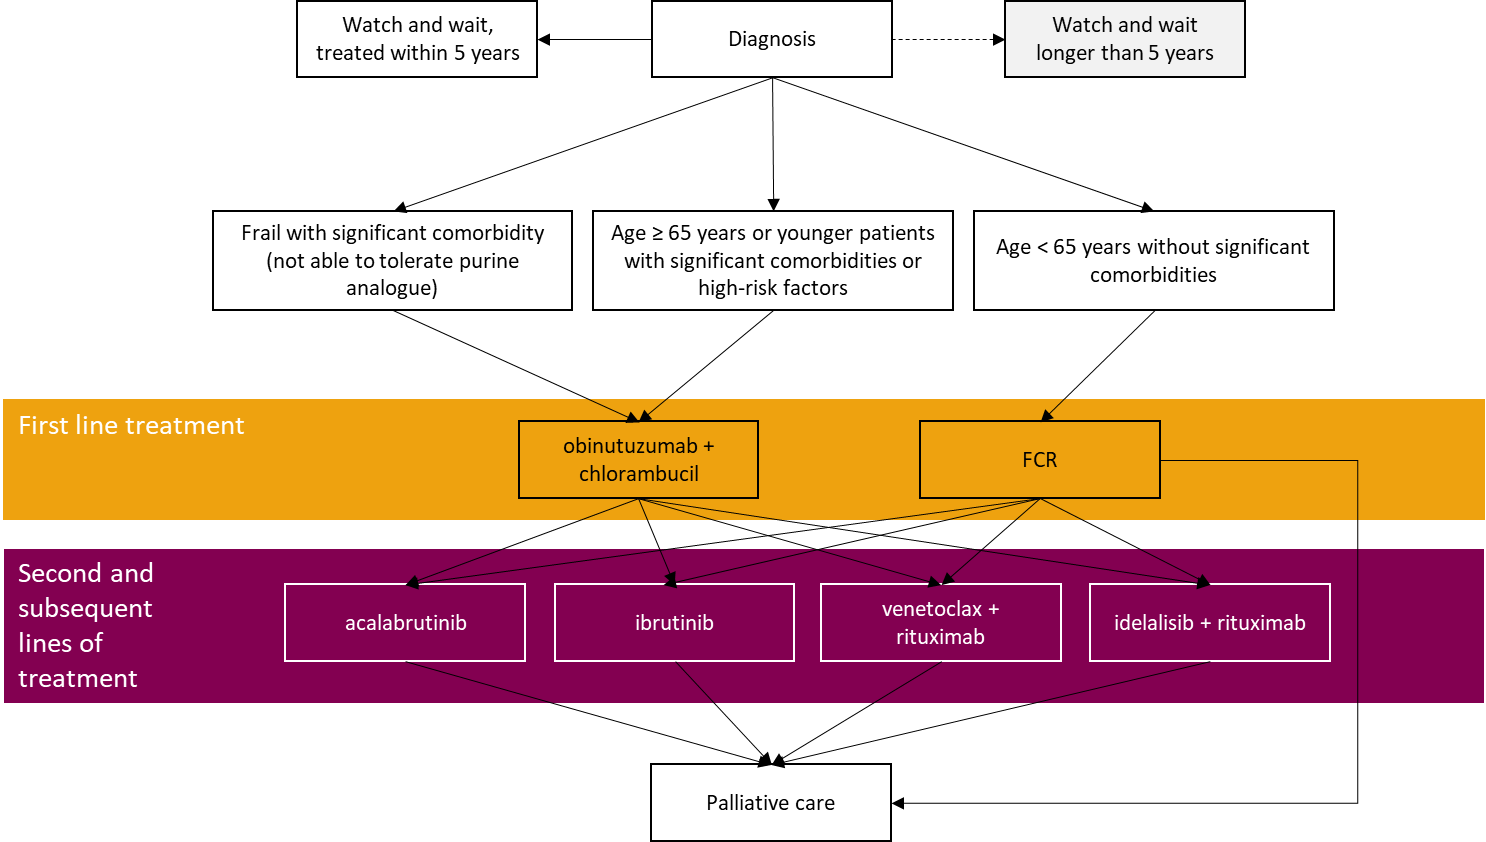 Watch and wait,
treated within 5 years
Diagnosis
Watch and wait
longer than 5 years
Frail with significant comorbidity
(not able to tolerate purine
analogue)
Age ≥ 65 years or younger patients
with significant comorbidities or
high-risk factors
Age < 65 years without significant
comorbidities
First line treatment
obinutuzumab +
chlorambucil
FCR
Second and
subsequent
lines of
treatment
acalabrutinib
ibrutinib
venetoclax +
rituximab
idelalisib + rituximab
Palliative care